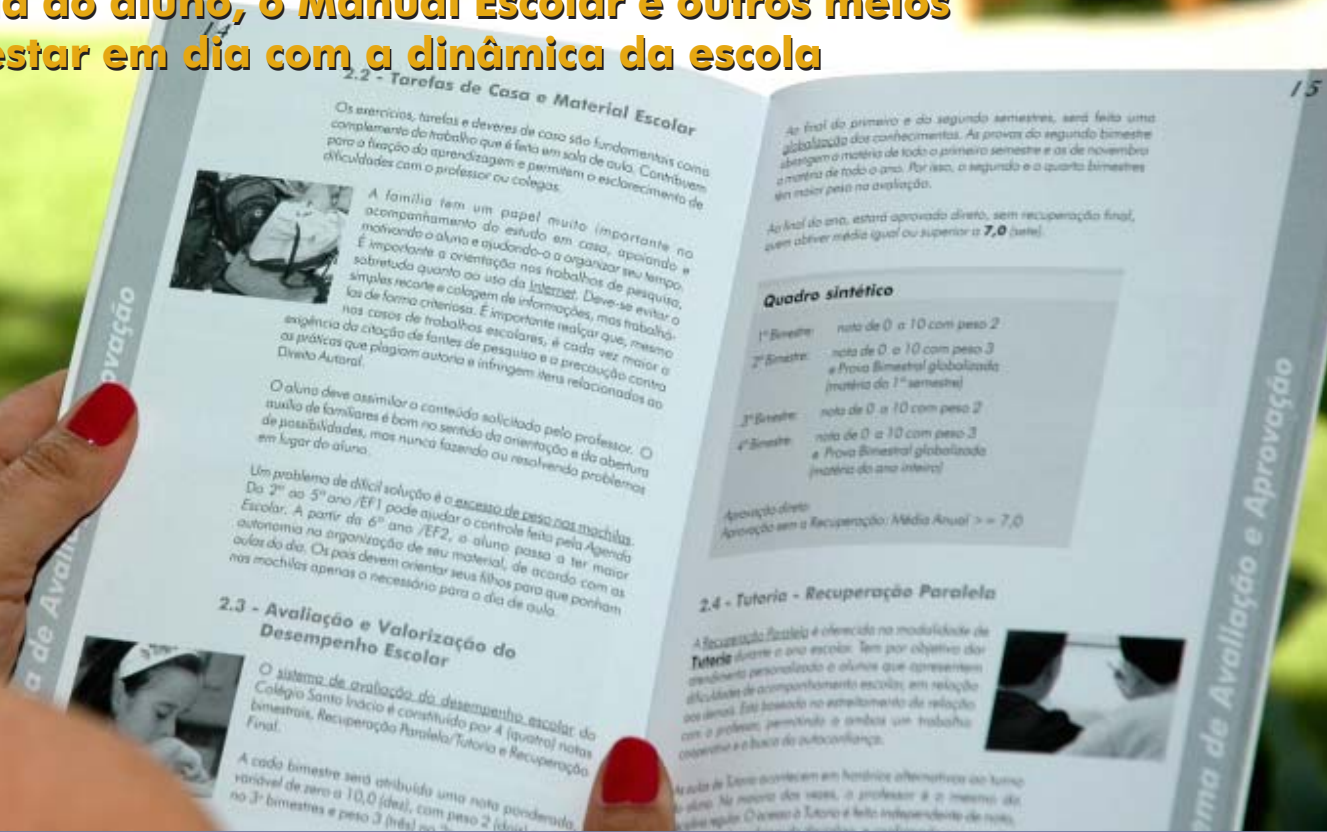 a do aluno, o Manual Escolar e outros meios
estar em dia com a dinâmica da escola
14
2.2 - Tarefas de Casa e Material Escolar
Os exercícios, tarefas e deveres de casa são fundamentais como
complemento do trabalho que é feito em sala de aula. Contribuem
para a fixação da aprendizagem e permitem o esclarecimento de
dificuldades com o professor ou colegas.
A família tem um papel muito importante no
acompanhamento do estudo em casa, apoiando e
motivando o aluno e ajudando-o a organizar seu tempo.
É importante a orientação nos trabalhos de pesquisa,
sobretudo quanto ao uso da Internet. Deve-se evitar o
simples recorte e colagem de informações, mas trabalhá-
las de forma criteriosa. É importante realçar que, mesmo
nos casos de trabalhos escolares, é cada vez maior a
exigência da citação de fontes de pesquisa e a precaução contra
as práticas que plagiam autoria e infringem itens relacionados ao
Direito Autoral.
O aluno deve assimilar o conteúdo solicitado pelo professor. O
auxílio de familiares é bom no sentido da orientação e da abertura
de possibilidades, mas nunca fazendo ou resolvendo problemas
em lugar do aluno.
Um problema de difícil solução é o excesso de peso nas mochilas.
Do 2º ao 5º ano /EF1 pode ajudar o controle feito pela Agenda
Escolar. A partir da 6º ano /EF2, o aluno passa a ter maior
autonomia na organização de seu material, de acordo com as
aulas do dia. Os pais devem orientar seus filhos para que ponham
nas mochilas apenas o necessário para o dia de aula.
2.3 - Avaliação e Valorização do
Desempenho Escolar
O sistema de avaliação do desempenho escolar do
Colégio Santo Inácio é constituído por 4 (quatro) notas
bimestrais, Recuperação Paralela/Tutoria e Recuperação
Final.
A cada bimestre será atribuída uma nota ponderada,
variável de zero a 10,0 (dez), com peso 2 (dois)
no 3º bimestres e peso 3 (três) no
ovação
a de Avali
15
Ao final do primeiro e do segundo semestres, será feita uma
globalização dos conhecimentos. As provas do segundo bimestre
abrangem a matéria de todo o primeiro semestre e as de novembro
a matéria de todo o ano. Por isso, o segundo e o quarto bimestres
têm maior peso na avaliação.
Ao final do ano, estará aprovado direto, sem recuperação final,
quem obtiver média igual ou superior a 7,0 (sete).
Quadro sintético
1º Bimestre: nota de 0 a 10 com peso 2
2º Bimestre: nota de 0 a 10 com peso 3
e Prova Bimestral globalizada
(matéria do 1º semestre)
3º Bimestre: nota de 0 a 10 com peso 2
4º Bimestre: nota de 0 a 10 com peso 3
e Prova Bimestral globalizada
(matéria do ano inteiro)
Aprovação direta
Aprovação sem a Recuperação: Média Anual > = 7,0
2.4 - Tutoria - Recuperação Paralela
A Recuperação Paralela é oferecida na modalidade de
Tutoria durante o ano escolar. Tem por objetivo dar
atendimento personalizado a alunos que apresentem
dificuldades de acompanhamento escolar, em relação
aos demais. Está baseada no estreitamento da relação
com o professor, permitindo a ambos um trabalho
cooperativo e a busca da autoconfiança.
As aulas de Tutoria acontecem em horários alternativos ao turno
do aluno. Na maioria das vezes, o professor é o mesmo da
regular. O acesso à Tutoria é feito independente de nota,
ma de Avaliação e Aprovação